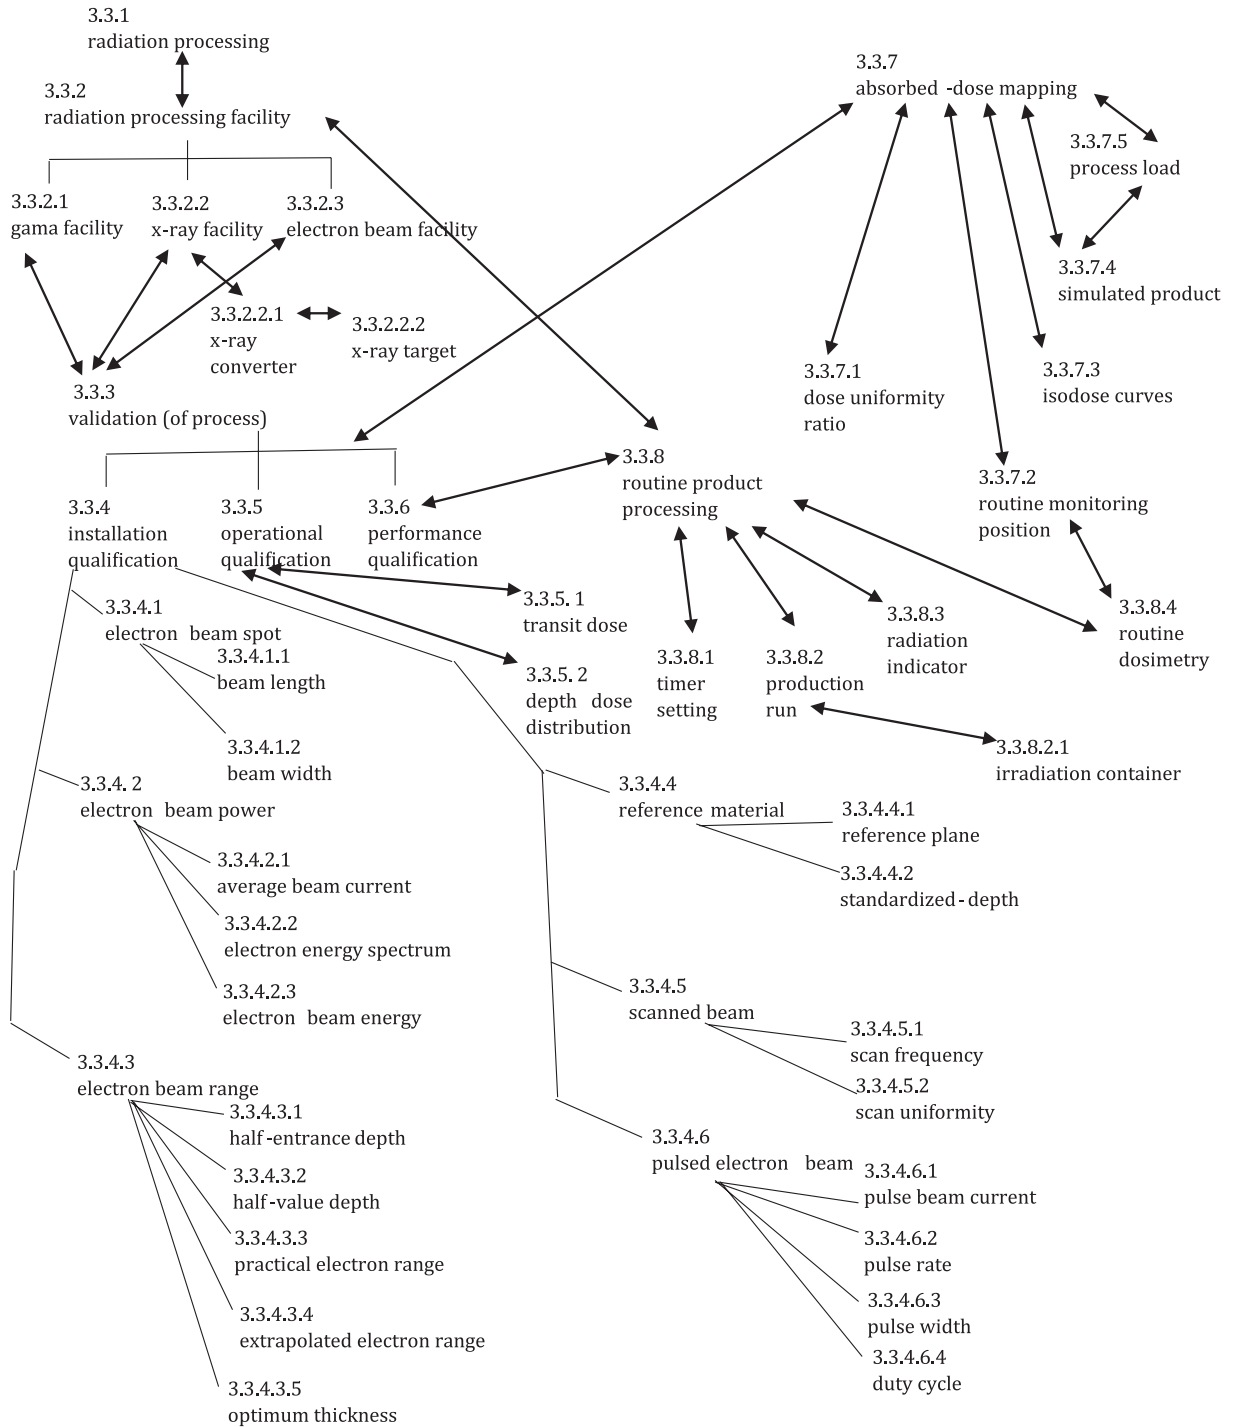 3.3.1
radiation processing
3.3.2
radiation processing facility
3.3.2.1
gama facility
3.3.2.2
x-ray facility
3.3.2.3
electron beam facility
3.3.2.2.1
x-ray
converter
3.3.2.2.2
x-ray target
3.3.3
validation (of process)
3.3.4
installation
qualification
3.3.5
operational
qualification
3.3.6
performance
qualification
3.3.4.1
electron beam spot
3.3.4.1.1
beam length
3.3.4.1.2
beam width
3.3.4. 2
electron beam power
3.3.4.2.1
average beam current
3.3.4.2.2
electron energy spectrum
3.3.4.2.3
electron beam energy
3.3.4.3
electron beam range
3.3.4.3.1
half-entrance depth
3.3.4.3.2
half-value depth
3.3.4.3.3
practical electron range
3.3.4.3.4
extrapolated electron range
3.3.4.3.5
optimum thickness
3.3.5. 1
transit dose
3.3.5. 2
depth dose
distribution
3.3.4.4
reference material
3.3.4.4.1
reference plane
3.3.4.4.2
standardized-depth
3.3.4.5
scanned beam
3.3.4.5.1
scan frequency
3.3.4.5.2
scan uniformity
3.3.4.6
pulsed electron beam
3.3.4.6.1
pulse beam current
3.3.4.6.2
pulse rate
3.3.4.6.3
pulse width
3.3.4.6.4
duty cycle
3.3.7
absorbed -dose mapping
3.3.7.5
process load
3.3.7.4
simulated product
3.3.7.3
isodose curves
3.3.7.1
dose uniformity
ratio
3.3.7.2
routine monitoring
position
3.3.8
routine product
processing
3.3.8.1
timer
setting
3.3.8.2
production
run
3.3.8.3
radiation
indicator
3.3.8.4
routine
dosimetry
3.3.8.2.1
irradiation container